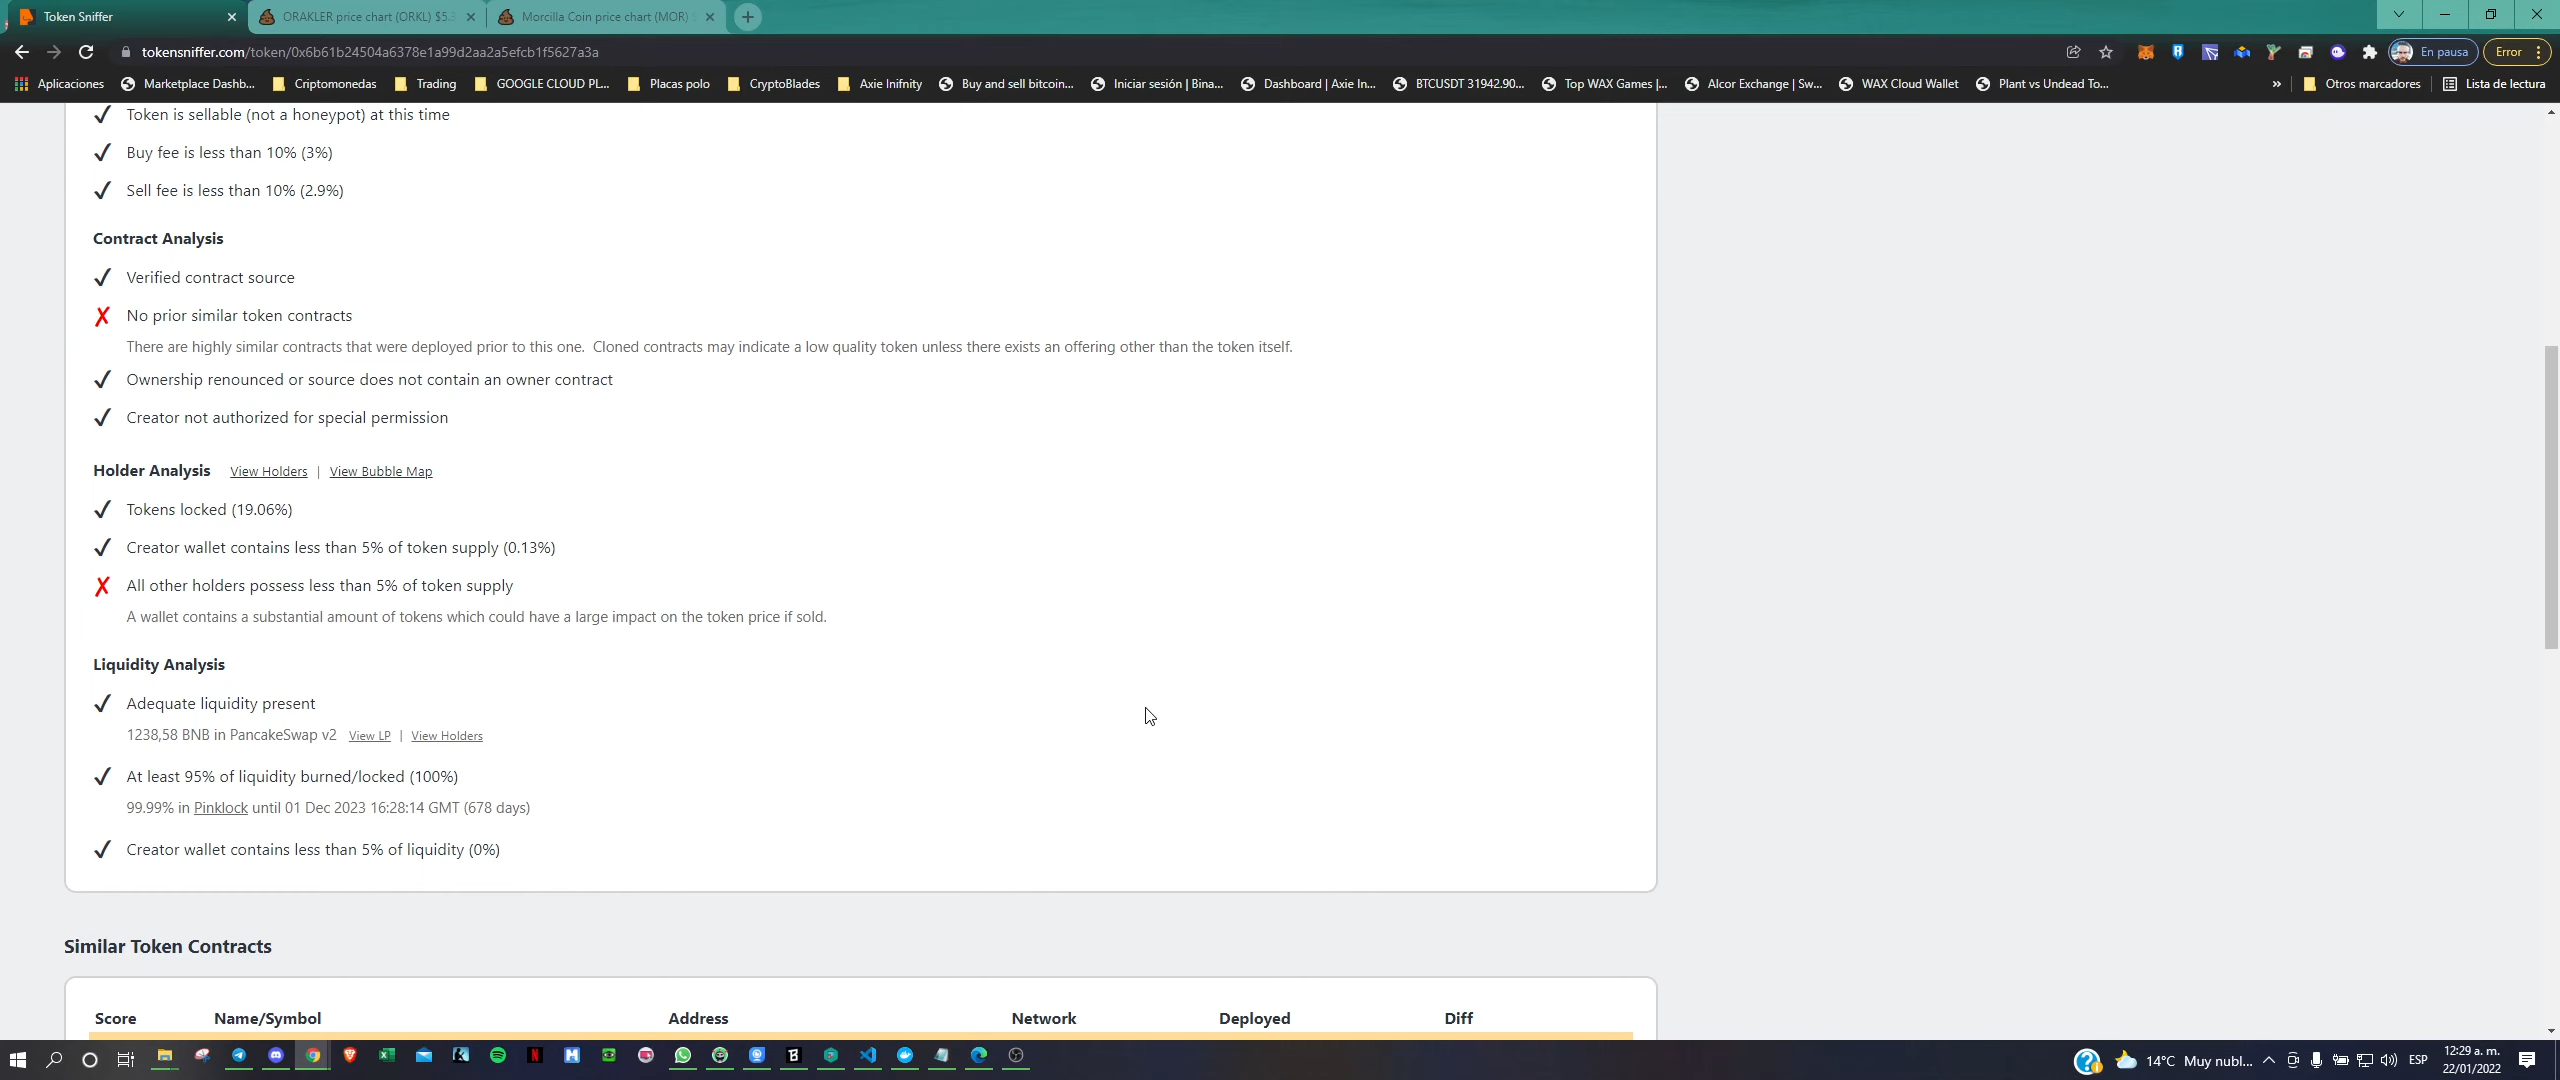 Token Sniffer
ORAKLER price chart (ORKL) $5.3
Morcilla Coin price chart (MOR)
tokensniffer.com/token/0x6b61b24504a6378e1a99d2aa2a5efcb1f5627a3a
En pausa
Error
Aplicaciones
Marketplace Dashb...
Criptomonedas
Trading
GOOGLE CLOUD PL...
Placas polo
CryptoBlades
Axie Inifnity
Buy and sell bitcoin...
Iniciar sesión | Bina...
Dashboard | Axie In...
BTCUSDT 31942.90...
Top WAX Games |...
Alcor Exchange | Sw...
WAX Cloud Wallet
Plant vs Undead To...
»
Otros marcadores
Lista de lectura
Token is sellable (not a honeypot) at this time
Buy fee is less than 10% (3%)
Sell fee is less than 10% (2.9%)
Contract Analysis
Verified contract source
No prior similar token contracts
There are highly similar contracts that were deployed prior to this one. Cloned contracts may indicate a low quality token unless there exists an offering other than the token itself.
Ownership renounced or source does not contain an owner contract
Creator not authorized for special permission
Holder Analysis View Holders | View Bubble Map
Tokens locked (19.06%)
Creator wallet contains less than 5% of token supply (0.13%)
All other holders possess less than 5% of token supply
A wallet contains a substantial amount of tokens which could have a large impact on the token price if sold.
Liquidity Analysis
Adequate liquidity present
1238,58 BNB in PancakeSwap v2 View LP | View Holders
At least 95% of liquidity burned/locked (100%)
99.99% in Pinklock until 01 Dec 2023 16:28:14 GMT (678 days)
Creator wallet contains less than 5% of liquidity (0%)
Similar Token Contracts
Score Name/Symbol Address Network Deployed Diff
14°C Muy nubl...
ESP
12:29 a. m.
22/01/2022